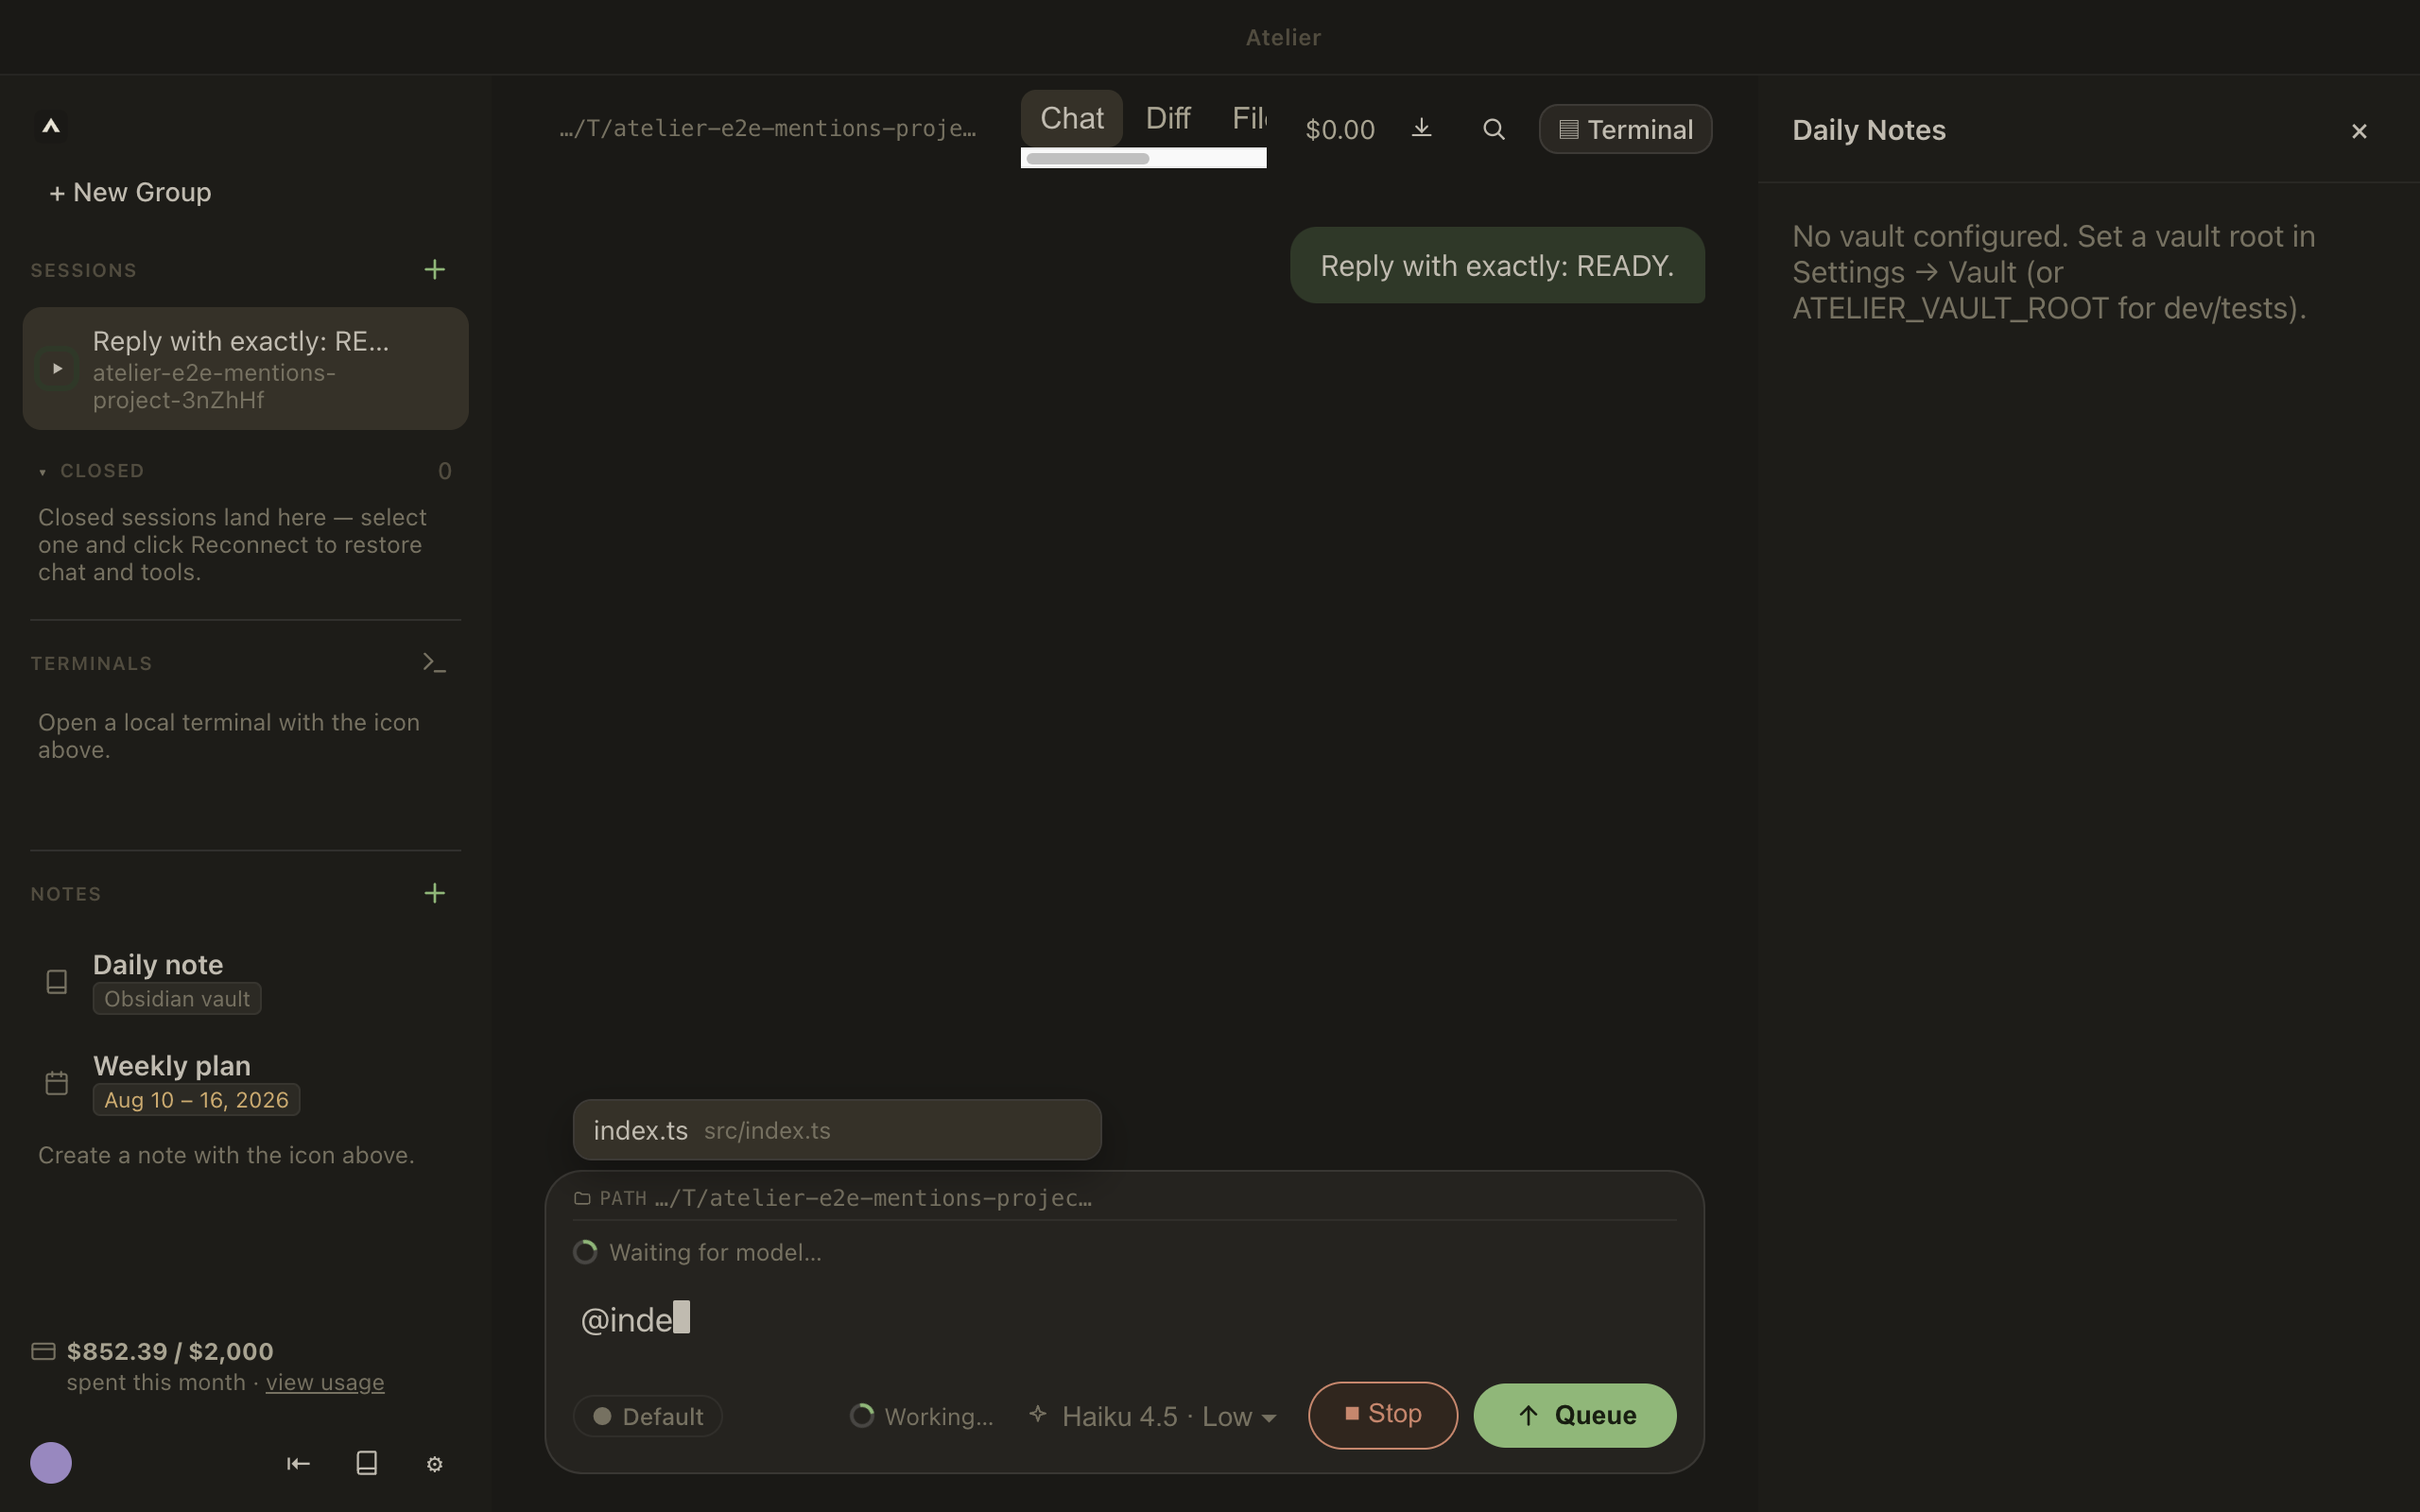 Atelier
+ New Group
SESSIONS
Reply with exactly: RE...
atelier-e2e-mentions-
project-3nZhHf
CLOSED 0
Closed sessions land here — select
one and click Reconnect to restore
chat and tools.
TERMINALS
Open a local terminal with the icon
above.
NOTES
Daily note
Obsidian vault
Weekly plan
Aug 10 – 16, 2026
Create a note with the icon above.
$852.39 / $2,000
spent this month · view usage
…/T/atelier-e2e-mentions-proje…
Chat Diff Fil
$0.00
Terminal
Reply with exactly: READY.
index.ts src/index.ts
PATH …/T/atelier-e2e-mentions-projec…
Waiting for model...
@inde
Default
Working...
Haiku 4.5 · Low
Stop
Queue
Daily Notes
No vault configured. Set a vault root in
Settings → Vault (or
ATELIER_VAULT_ROOT for dev/tests).